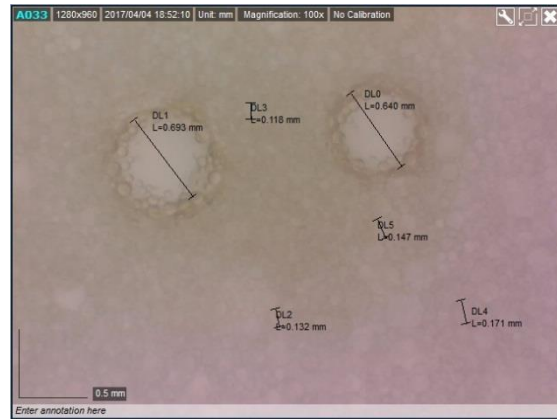 A033 1280x960 2017/04/04 18:52:10 Unit: mm Magnification: 100x No Calibration
DL1
L=0.693 mm
DL3
L=0.118 mm
DL0
L=0.640 mm
DL5
L=0.147 mm
DL2
L=0.132 mm
DL4
L=0.171 mm
0.5 mm
Enter annotation here